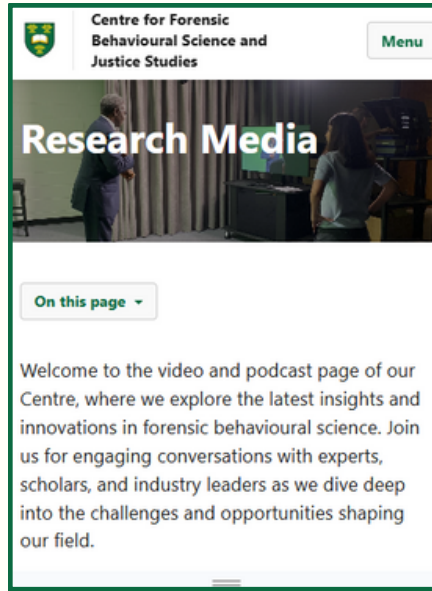 Centre for Forensic
Behavioural Science and
Justice Studies
Menu
Research Media
On this page
Welcome to the video and podcast page of our
Centre, where we explore the latest insights and
innovations in forensic behavioural science. Join
us for engaging conversations with experts,
scholars, and industry leaders as we dive deep
into the challenges and opportunities shaping
our field.